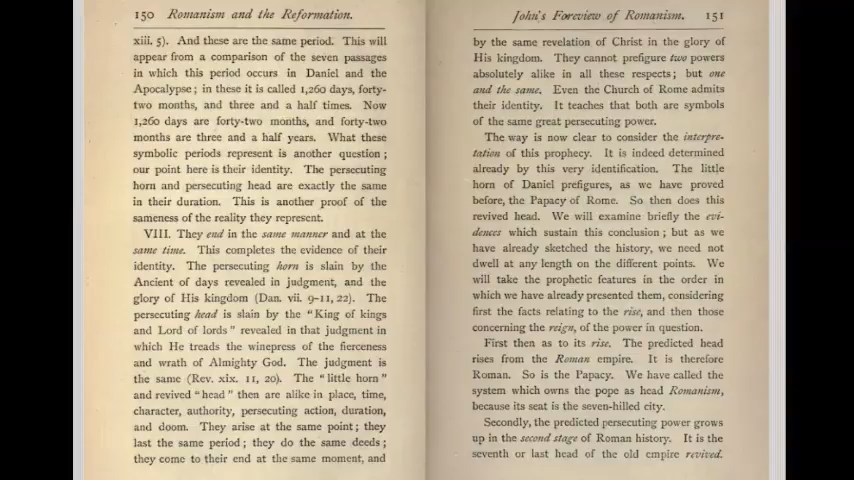 150 Romanism and the Reformation.
xiii. 5). And these are the same period. This will
appear from a comparison of the seven passages
in which this period occurs in Daniel and the
Apocalypse ; in these it is called 1,260 days, forty-
two months, and three and a half times. Now
1,260 days are forty-two months, and forty-two
months are three and a half years. What these
symbolic periods represent is another question ;
our point here is their identity. The persecuting
horn and persecuting head are exactly the same
in their duration. This is another proof of the
sameness of the reality they represent.
VIII. They end in the same manner and at the
same time. This completes the evidence of their
identity. The persecuting horn is slain by the
Ancient of days revealed in judgment, and the
glory of His kingdom (Dan. vii. 9-11, 22). The
persecuting head is slain by the "King of kings
and Lord of lords" revealed in that judgment in
which He treads the winepress of the fierceness
and wrath of Almighty God. The judgment is
the same (Rev. xix. 11, 20). The "little horn"
and revived "head" then are alike in place, time,
character, authority, persecuting action, duration,
and doom. They arise at the same point ; they
last the same period ; they do the same deeds ;
they come to their end at the same moment, and
John's Foreview of Romanism. 151
by the same revelation of Christ in the glory of
His kingdom. They cannot prefigure two powers
absolutely alike in all these respects ; but one
and the same. Even the Church of Rome admits
their identity. It teaches that both are symbols
of the same great persecuting power.
The way is now clear to consider the interpre-
tation of this prophecy. It is indeed determined
already by this very identification. The little
horn of Daniel prefigures, as we have proved
before, the Papacy of Rome. So then does this
revived head. We will examine briefly the evi-
dences which sustain this conclusion ; but as we
have already sketched the history, we need not
dwell at any length on the different points. We
will take the prophetic features in the order in
which we have already presented them, considering
first the facts relating to the rise, and then those
concerning the reign, of the power in question.
First then as to its rise. The predicted head
rises from the Roman empire. It is therefore
Roman. So is the Papacy. We have called the
system which owns the pope as head Romanism,
because its seat is the seven-hilled city.
Secondly, the predicted persecuting power grows
up in the second stage of Roman history. It is the
seventh or last head of the old empire revived.